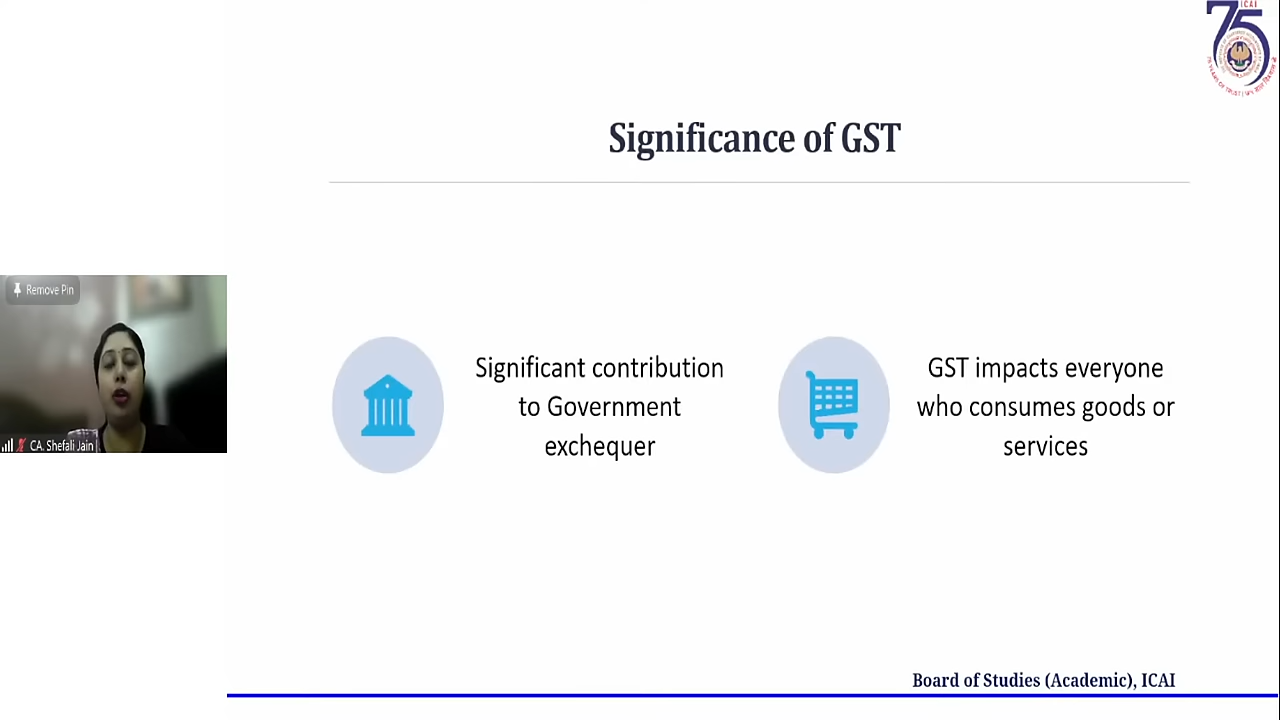 ICAI
75
Significance of GST
Remove Pin
Significant contribution
to Government
exchequer
GST impacts everyone
who consumes goods or
services
CA. Shefali Jain
Board of Studies (Academic), ICAI